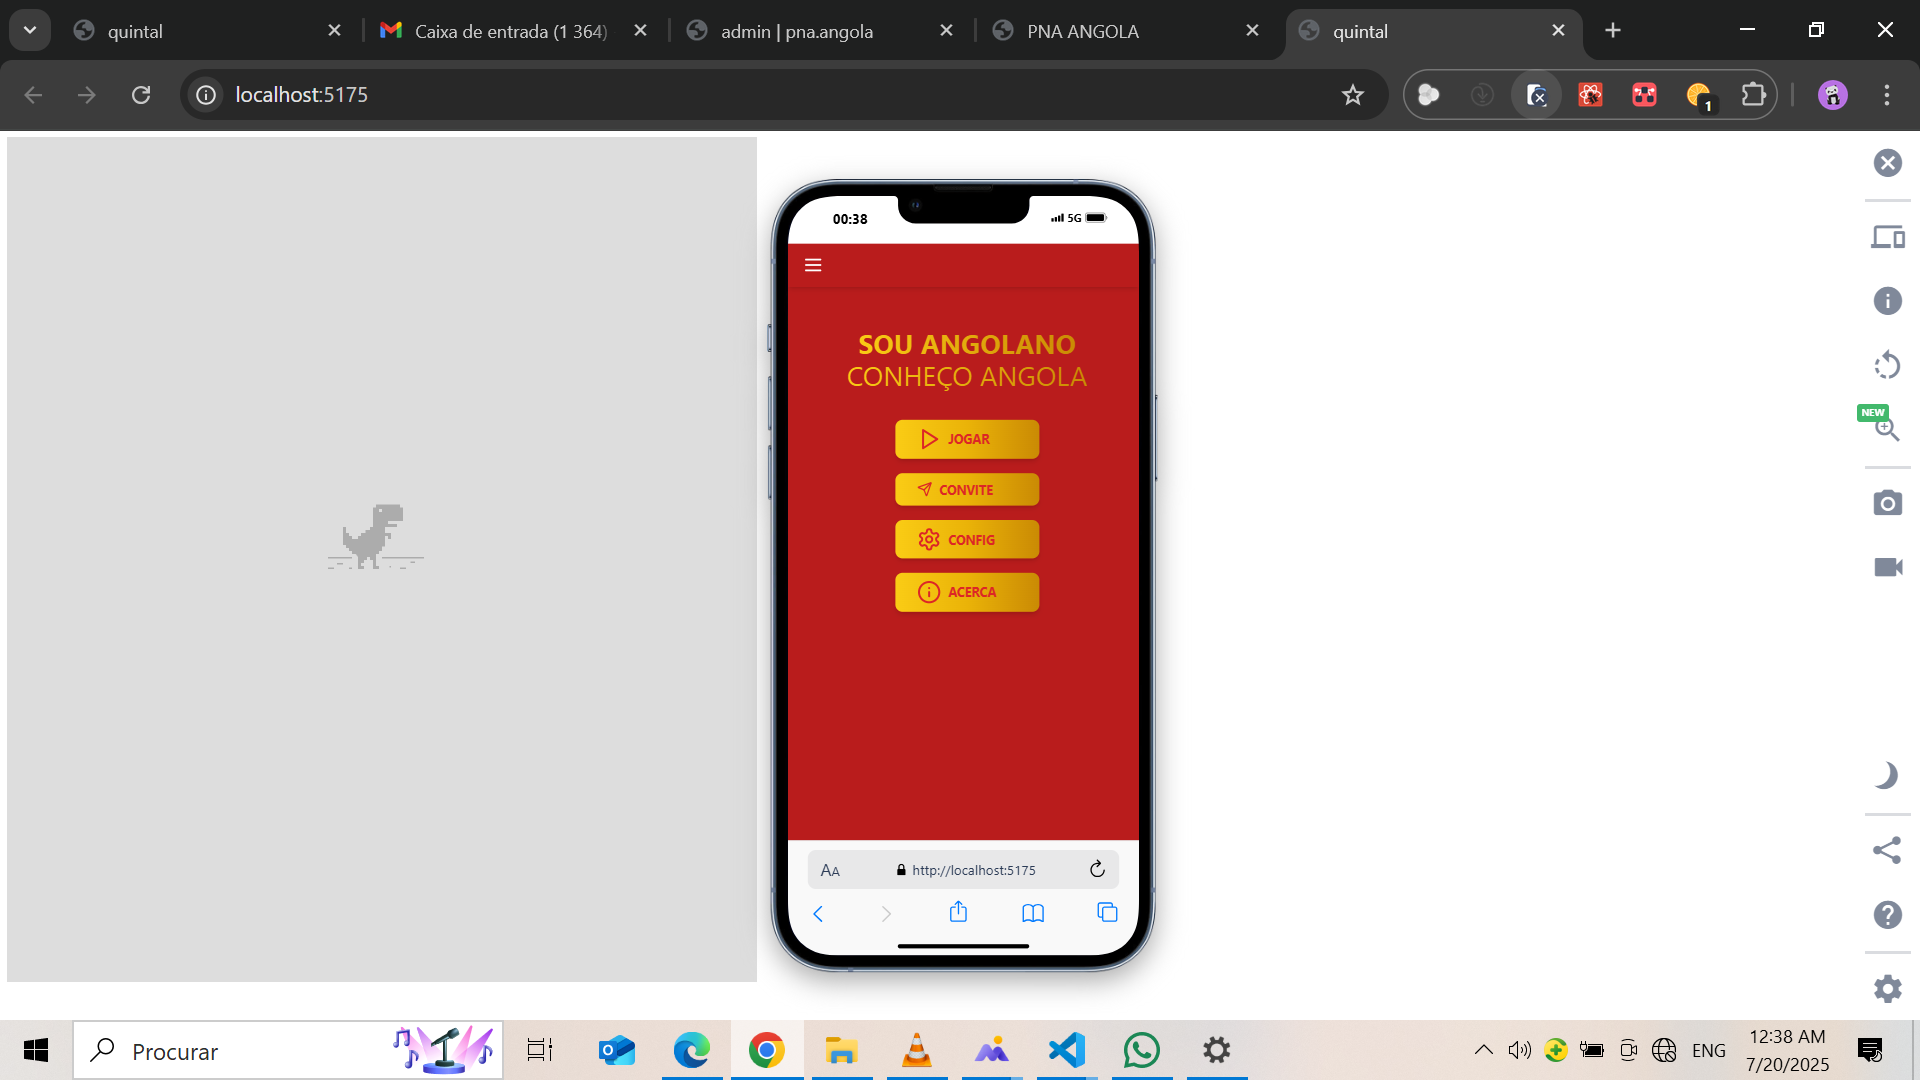 quintal
Caixa de entrada (1 364)
admin | pna.angola
PNA ANGOLA
quintal
localhost:5175
1
00:38
5G
SOU ANGOLANO
CONHEÇO ANGOLA
JOGAR
CONVITE
CONFIG
ACERCA
AA
http://localhost:5175
NEW
Procurar
ENG
12:38 AM
7/20/2025